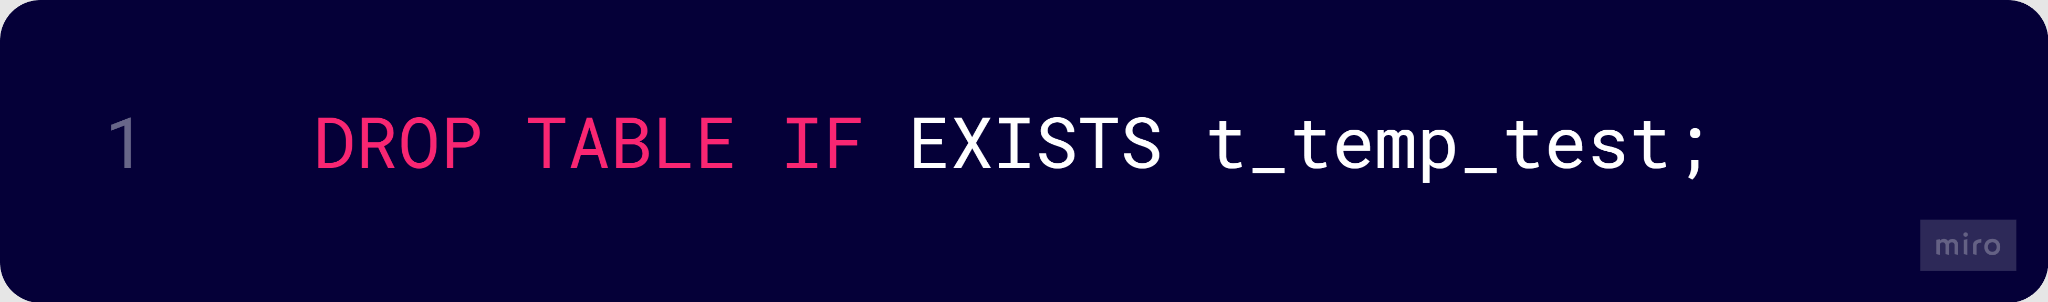 1 DROP TABLE IF EXISTS t_temp_test;
miro